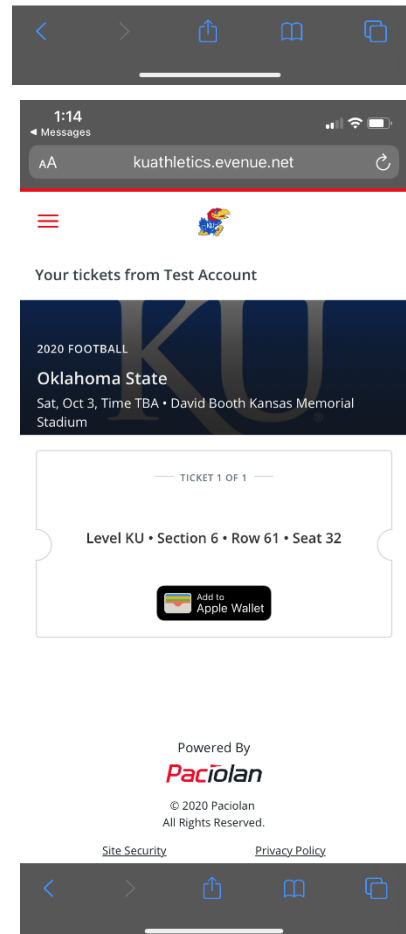 1:14
◀ Messages
AA kuathletics.evenue.net
KU
Your tickets from Test Account
KU
2020 FOOTBALL
Oklahoma State
Sat, Oct 3, Time TBA • David Booth Kansas Memorial
Stadium
TICKET 1 OF 1
Level KU • Section 6 • Row 61 • Seat 32
Add to
Apple Wallet
Powered By
Paciolan
© 2020 Paciolan
All Rights Reserved.
Site Security Privacy Policy